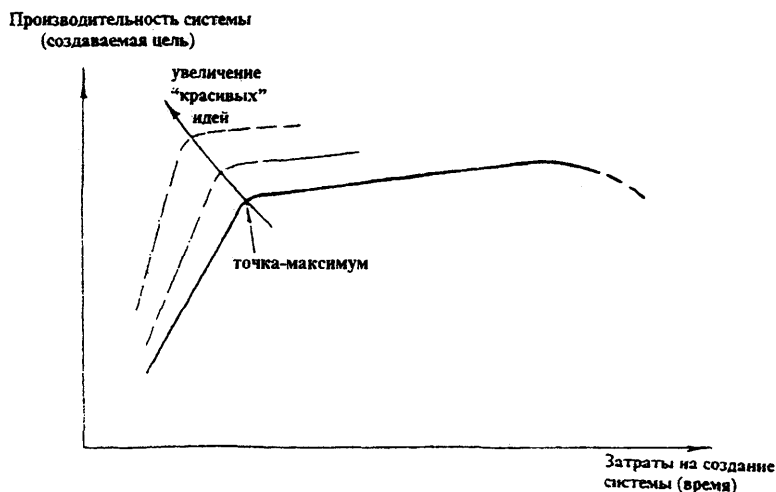 Производительность системы
(создаваемая цель)
увеличение
“красивых”
идей
точка-максимум
Затраты на создание
системы (время)